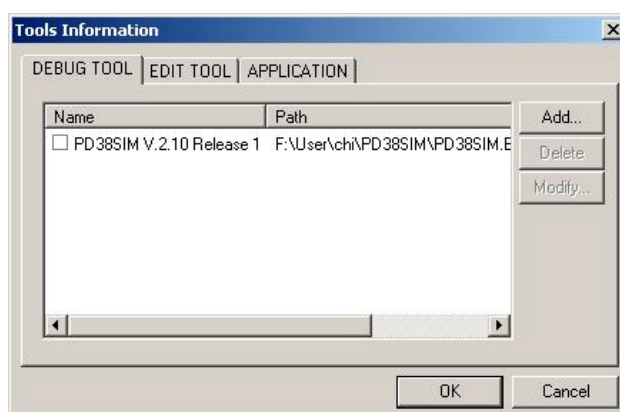 Tools Information
DEBUG TOOL EDIT TOOL APPLICATION
Name Path Add...
PD38SIM V.2.10 Release 1 F:\User\chi\PD38SIM\PD38SIM.E
Delete
Modify...
OK Cancel